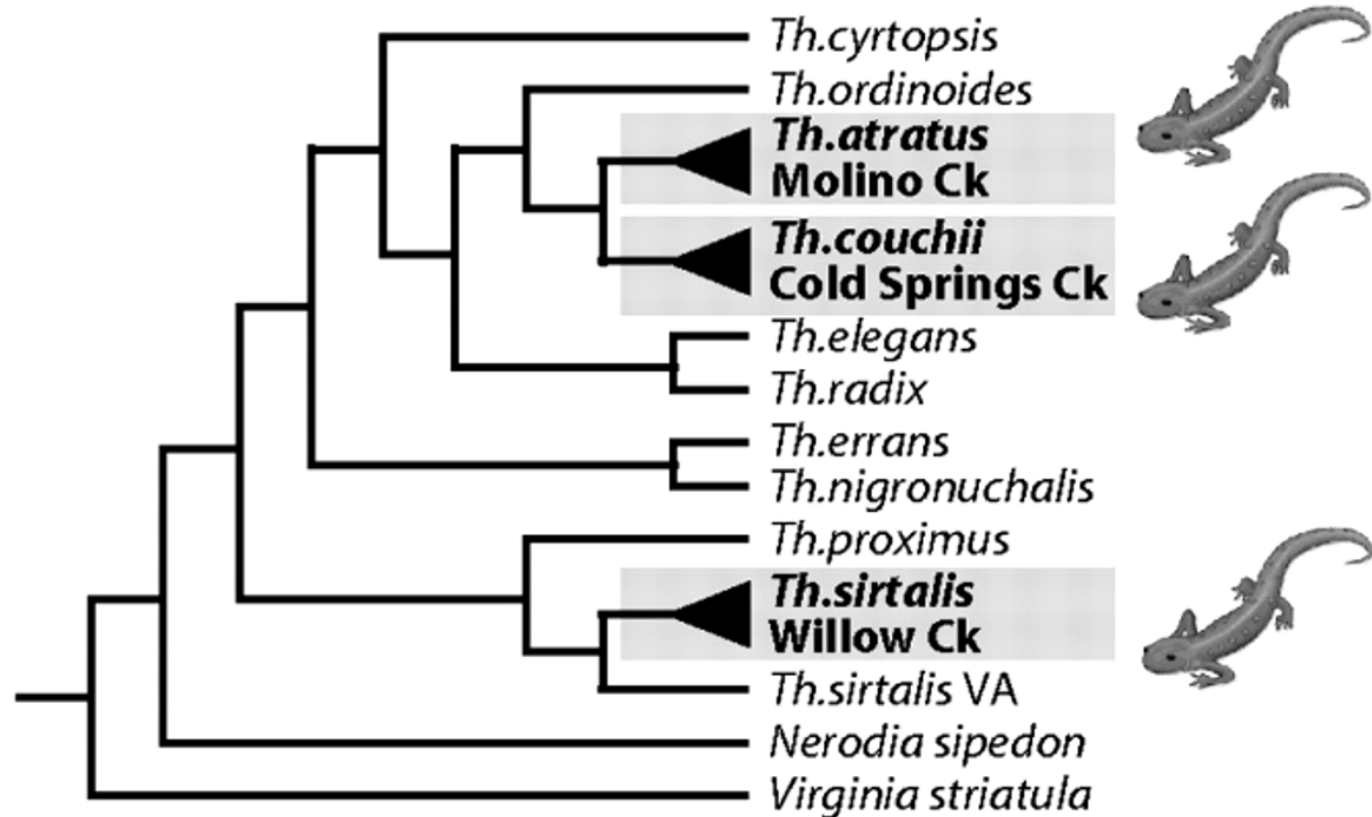 Th.cyrtopsis
Th.ordinoides
Th.atratus
Molino Ck
Th.couchii
Cold Springs Ck
Th.elegans
Th.radix
Th.errans
Th.nigronuchalis
Th.proximus
Th.sirtalis
Willow Ck
Th.sirtalis VA
Nerodia sipedon
Virginia striatula